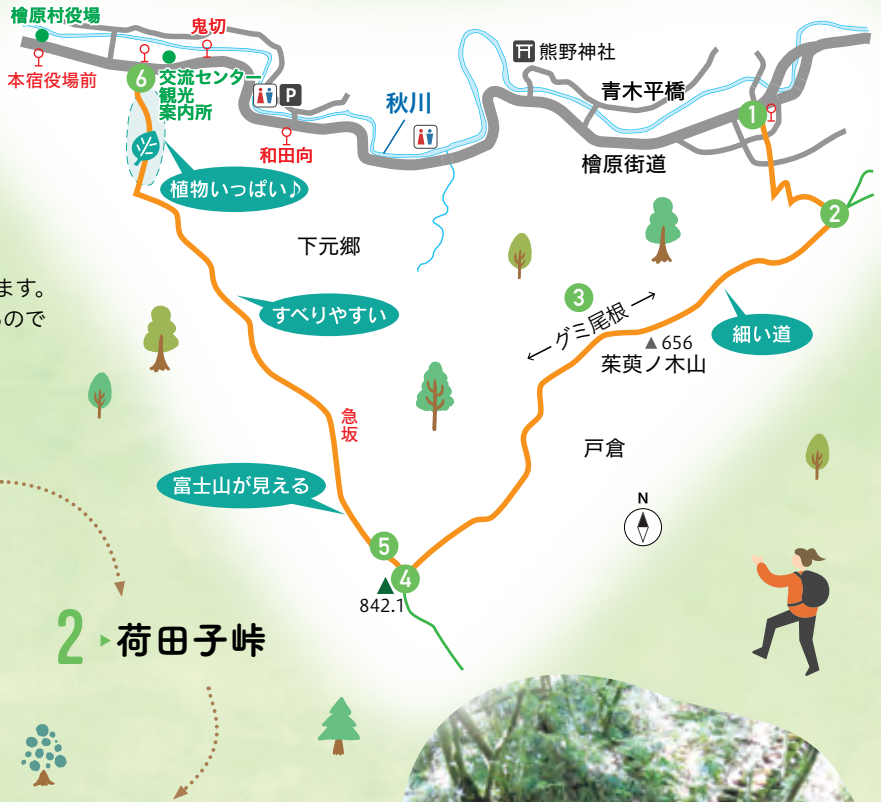 檜原村役場
鬼切
本宿役場前
6
交流センター
観光
案内所
P
秋川
和田向
植物いっぱい♪
熊野神社
青木平橋
1
檜原街道
2
下元郷
ます。
ので
すべりやすい
3
←グミ尾根→
細い道
▲656
茱萸ノ木山
急
坂
戸倉
富士山が見える
N
5
4
842.1
2 ▸ 荷田子峠